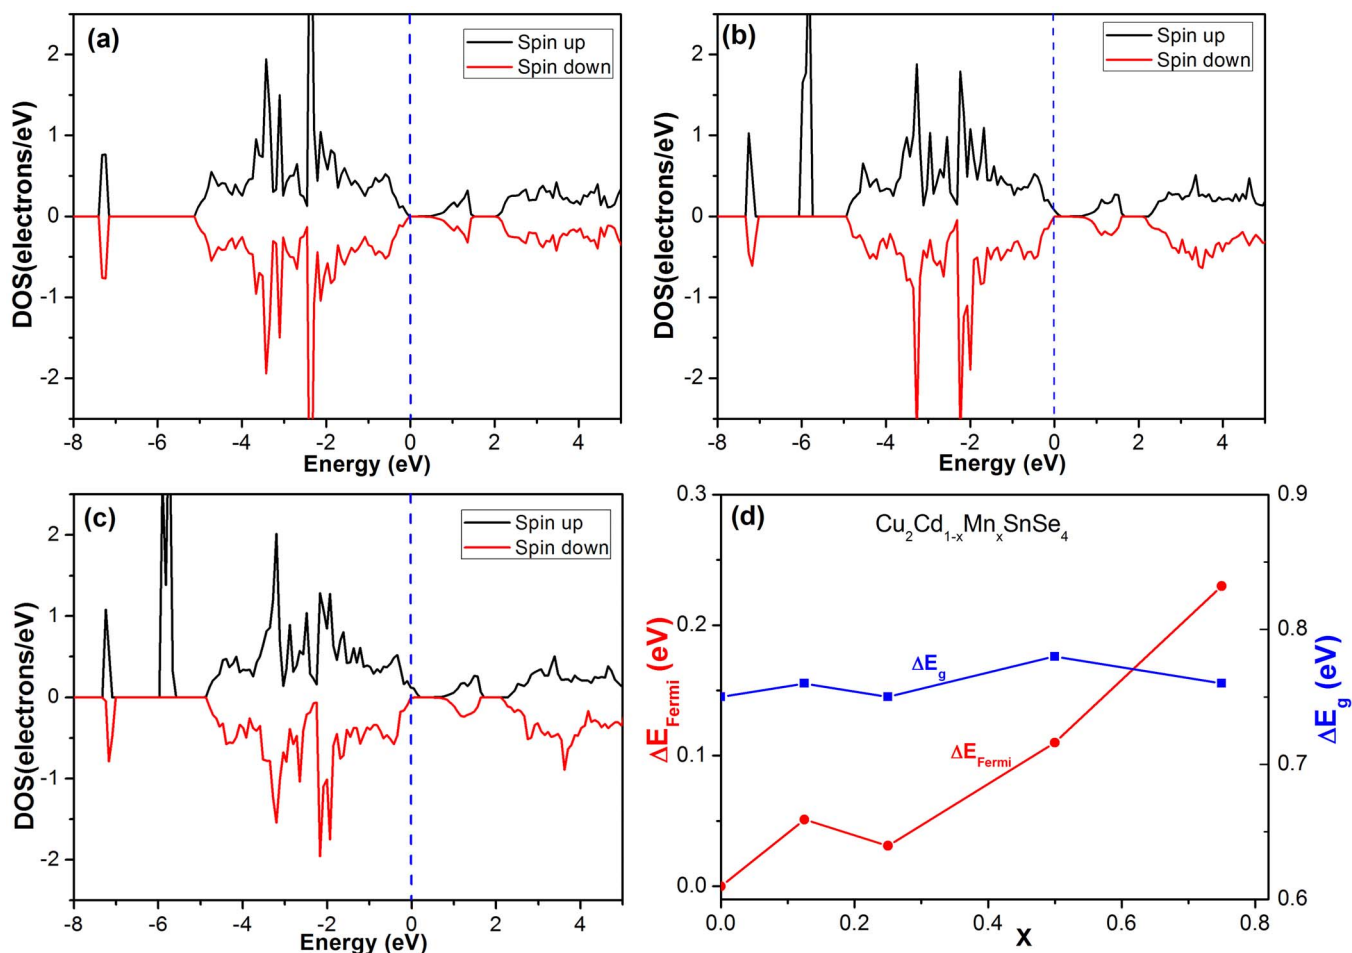 (a)
Spin up
Spin down
DOS(electrons/eV)
2
1
0
-1
-2
-8 -6 -4 -2 0 2 4
Energy (eV)
(b)
Spin up
Spin down
DOS(electrons/eV)
2
1
0
-1
-2
-8 -6 -4 -2 0 2 4
Energy (eV)
(c)
Spin up
Spin down
DOS(electrons/eV)
2
1
0
-1
-2
-8 -6 -4 -2 0 2 4
Energy (eV)
(d)
Cu₂Cd₁₋ₓMnₓSnSe₄
ΔE_Fermi (eV)
0.3
0.2
0.1
0.0
ΔE_g
ΔE_Fermi
0.9
0.8
0.7
0.6
ΔE_g (eV)
0.0 0.2 0.4 0.6 0.8
X